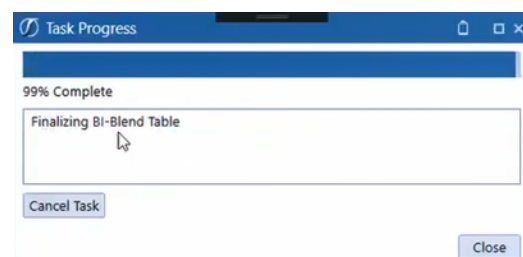 Task Progress
99% Complete
Finalizing BI-Blend Table
Cancel Task
Close